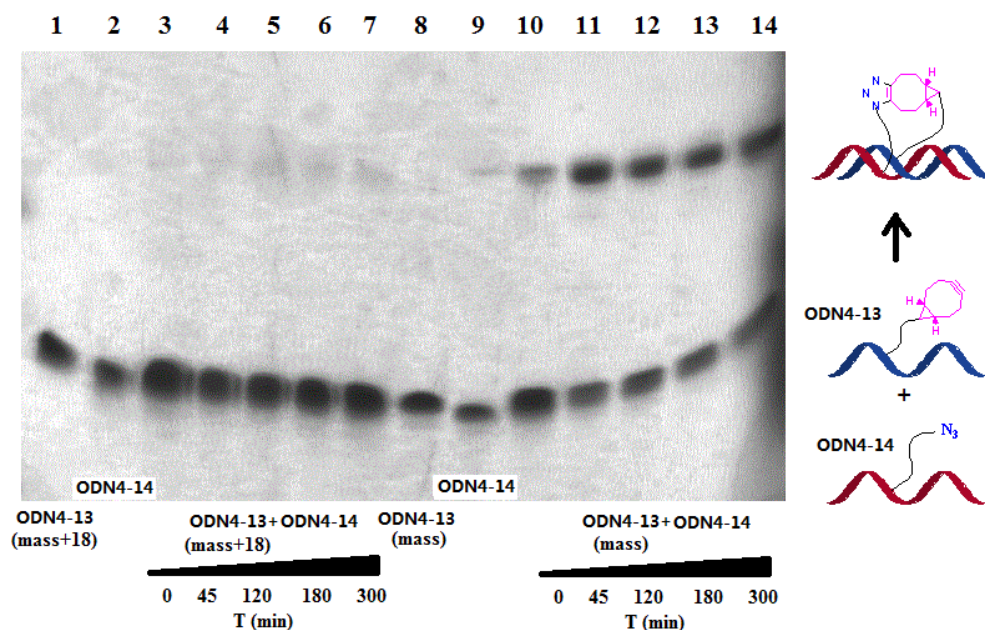 1 2 3 4 5 6 7 8 9 10 11 12 13 14
H
N
N
N
H
ODN4-13
H
H
+
ODN4-14
N3
ODN4-14
ODN4-14
ODN4-13
(mass+18)
ODN4-13+ODN4-14
(mass+18)
ODN4-13
(mass)
ODN4-13+ODN4-14
(mass)
0 45 120 180 300
T (min)
0 45 120 180 300
T (min)